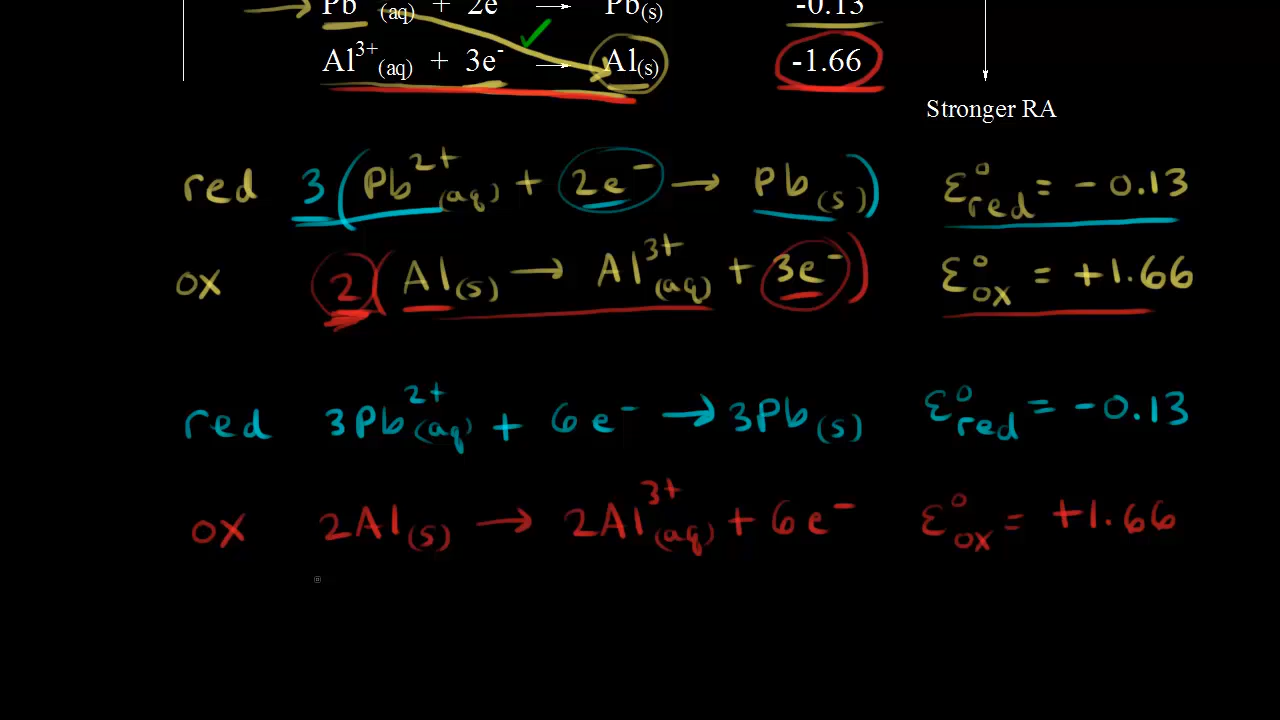 Pb (aq) + 2e → Pb(s) -0.13
Al³⁺(aq) + 3e⁻ → Al(s) -1.66
Stronger RA
red 3(Pb²⁺(aq) + 2e⁻ → Pb(s)) ε°red = -0.13
ox 2(Al(s) → Al³⁺(aq) + 3e⁻) ε°ox = +1.66
red 3Pb²⁺(aq) + 6e⁻ → 3Pb(s) ε°red = -0.13
ox 2Al(s) → 2Al³⁺(aq) + 6e⁻ ε°ox = +1.66